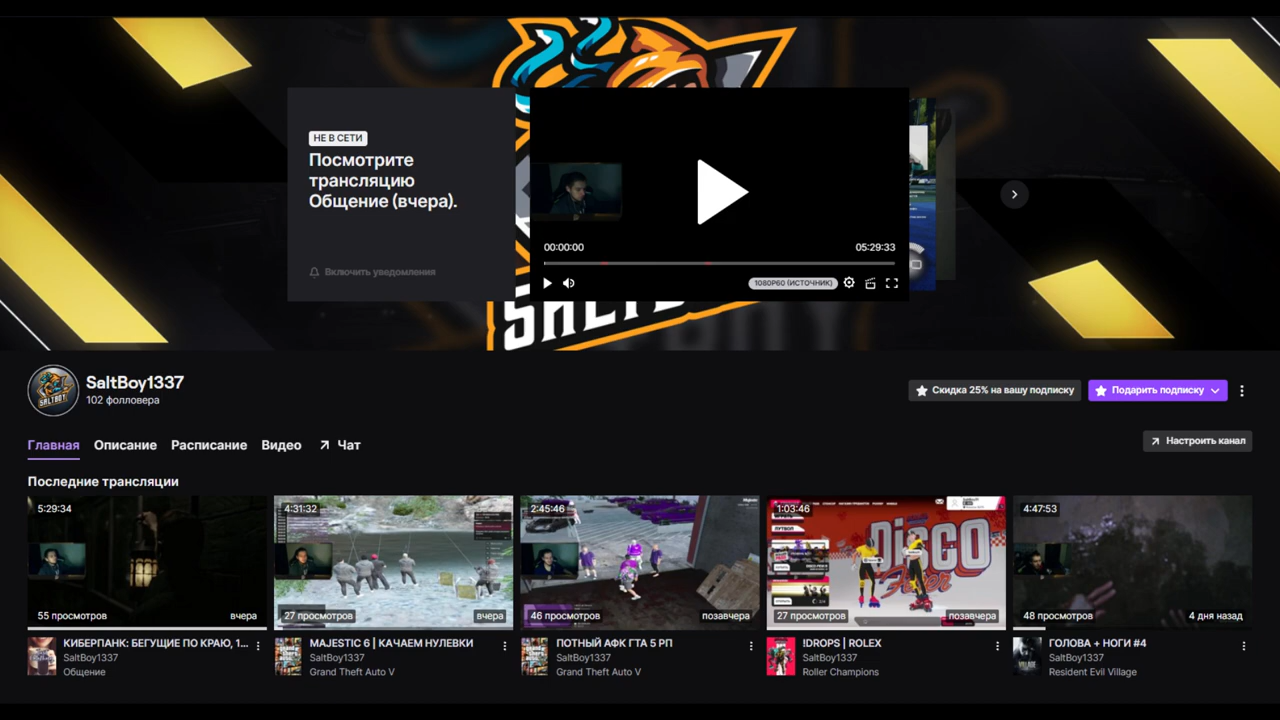 НЕ В СЕТИ
Посмотрите
трансляцию
Общение (вчера).
Включить уведомления
00:00:00
05:29:33
1080P60 (ИСТОЧНИК)
SaltBoy1337
102 фолловера
Скидка 25% на вашу подписку
Подарить подписку
Главная Описание Расписание Видео Чат
Настроить канал
Последние трансляции
5:29:34
55 просмотров
вчера
КИБЕРПАНК: БЕГУЩИЕ ПО КРАЮ, 1...
SaltBoy1337
Общение
4:31:32
27 просмотров
вчера
MAJESTIC 6 | КАЧАЕМ НУЛЕВКИ
SaltBoy1337
Grand Theft Auto V
2:45:46
46 просмотров
позавчера
ПОТНЫЙ АФК ГТА 5 РП
SaltBoy1337
Grand Theft Auto V
1:03:46
DISCO
Fever
27 просмотров
позавчера
!DROPS | ROLEX
SaltBoy1337
Roller Champions
4:47:53
48 просмотров
4 дня назад
ГОЛОВА + НОГИ #4
SaltBoy1337
Resident Evil Village